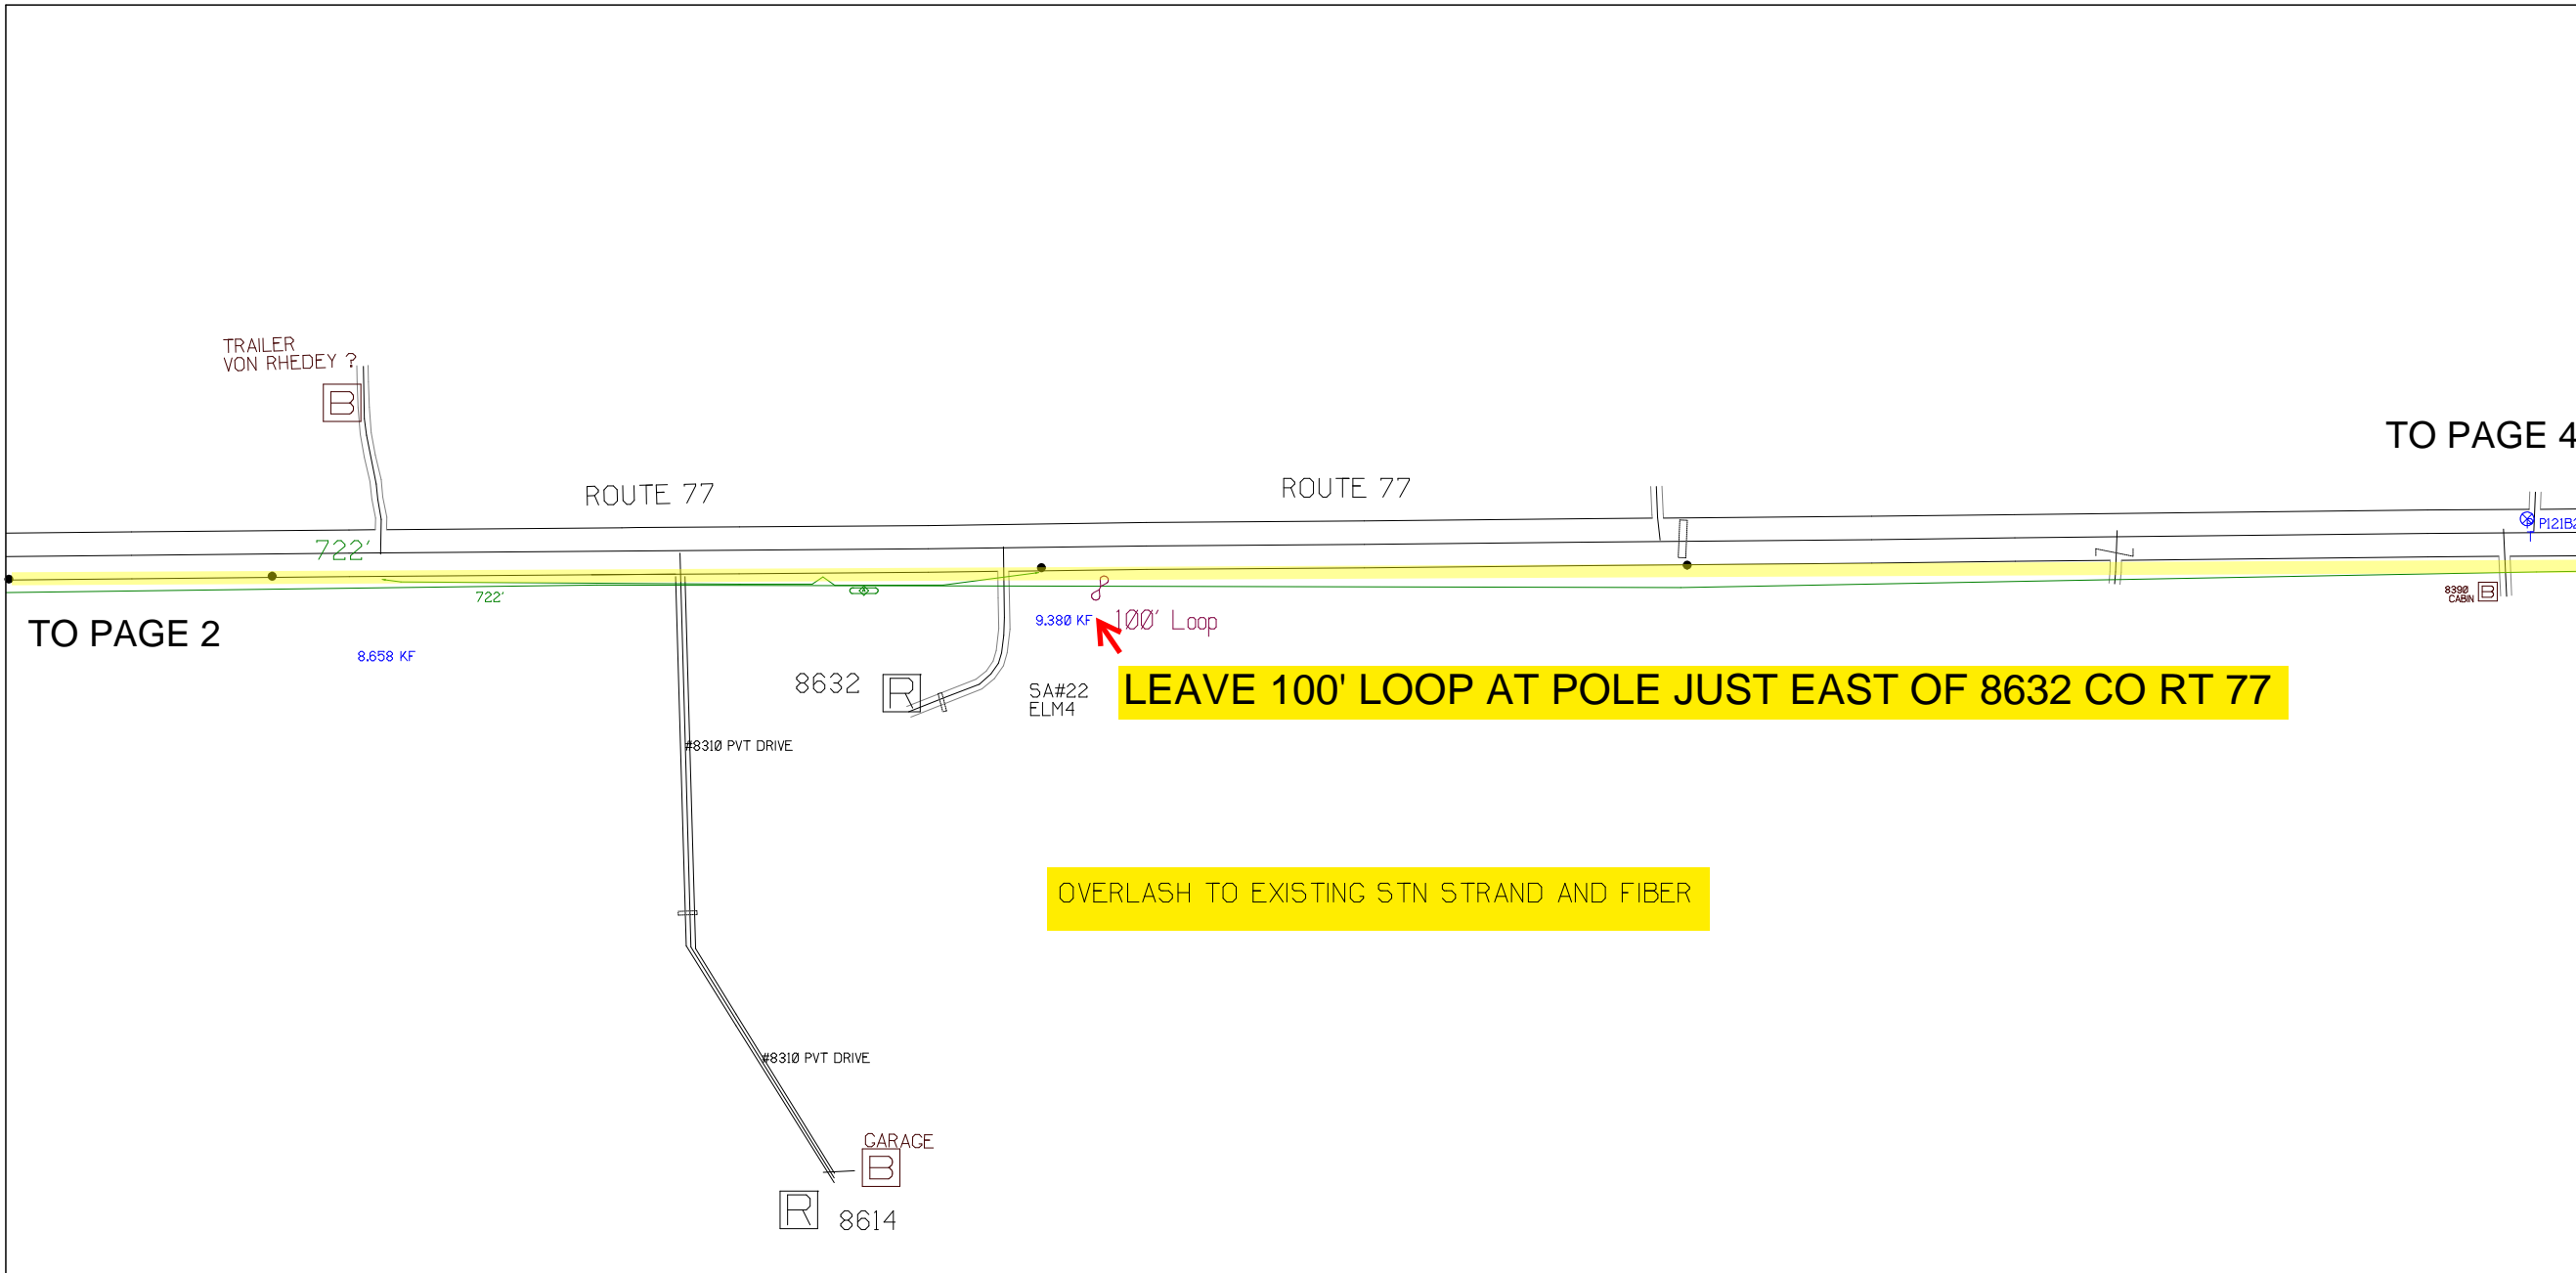 TRAILER
VON RHEDEY ?
B
TO PAGE 4
ROUTE 77
ROUTE 77
P121B2
T
722'
722'
8390
CABIN
B
TO PAGE 2
8.658 KF
9.380 KF
100' Loop
8632
R
SA#22
ELM4
LEAVE 100' LOOP AT POLE JUST EAST OF 8632 CO RT 77
#8310 PVT DRIVE
OVERLASH TO EXISTING STN STRAND AND FIBER
#8310 PVT DRIVE
GARAGE
B
R
8614